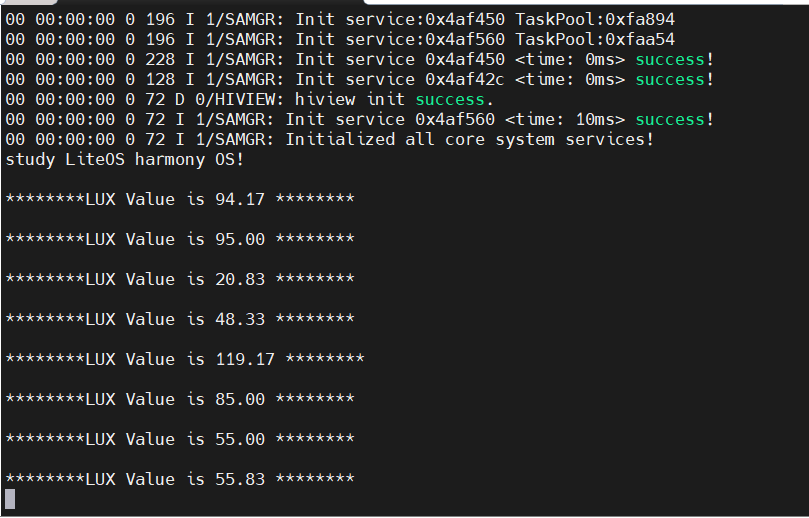 00 00:00:00 0 196 I 1/SAMGR: Init service:0x4af450 TaskPool:0xfa894
00 00:00:00 0 196 I 1/SAMGR: Init service:0x4af560 TaskPool:0xfaa54
00 00:00:00 0 228 I 1/SAMGR: Init service 0x4af450 <time: 0ms> success!
00 00:00:00 0 128 I 1/SAMGR: Init service 0x4af42c <time: 0ms> success!
00 00:00:00 0 72 D 0/HIVIEW: hiview init success.
00 00:00:00 0 72 I 1/SAMGR: Init service 0x4af560 <time: 10ms> success!
00 00:00:00 0 72 I 1/SAMGR: Initialized all core system services!
study LiteOS harmony OS!
********LUX Value is 94.17 ********
********LUX Value is 95.00 ********
********LUX Value is 20.83 ********
********LUX Value is 48.33 ********
********LUX Value is 119.17 ********
********LUX Value is 85.00 ********
********LUX Value is 55.00 ********
********LUX Value is 55.83 ********